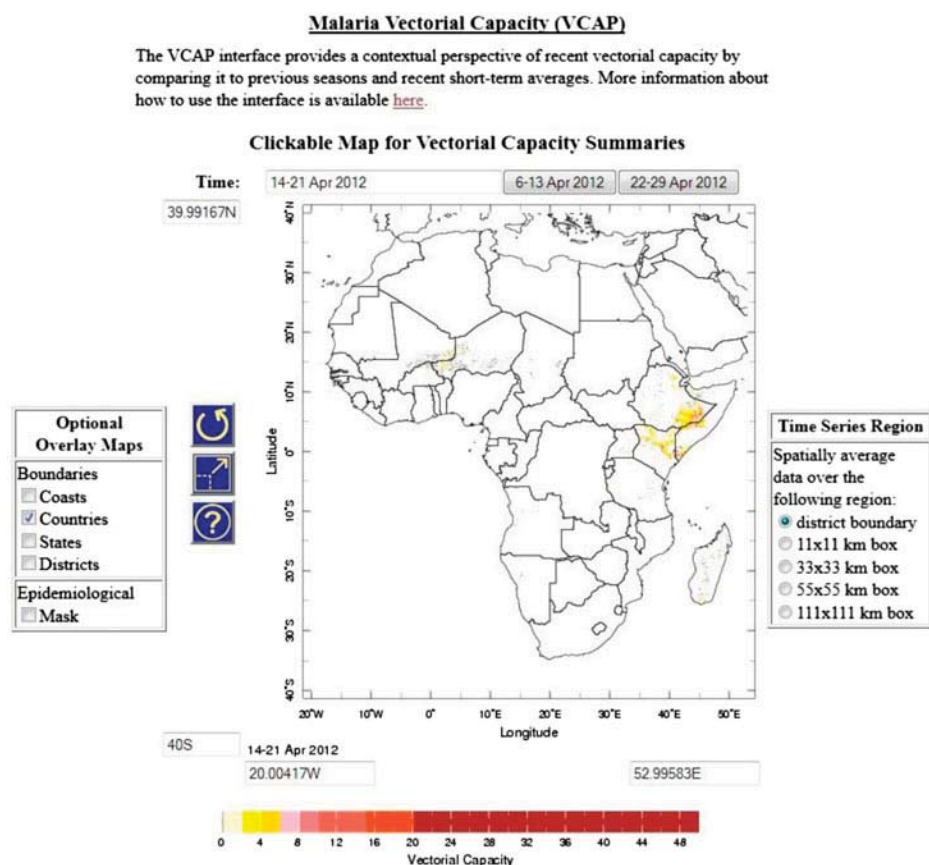 Malaria Vectorial Capacity (VCAP)
The VCAP interface provides a contextual perspective of recent vectorial capacity by
comparing it to previous seasons and recent short-term averages. More information about
how to use the interface is available here.
Clickable Map for Vectorial Capacity Summaries
Time:
14-21 Apr 2012
6-13 Apr 2012
22-29 Apr 2012
39.99167N
40°N
30°N
20°N
10°N
0°
10°S
20°S
30°S
40°S
Latitude
Optional
Overlay Maps
Boundaries
Coasts
Countries
States
Districts
Epidemiological
Mask
?
Time Series Region
Spatially average
data over the
following region:
district boundary
11x11 km box
33x33 km box
55x55 km box
111x111 km box
20°W 10°W 0° 10°E 20°E 30°E 40°E 50°E
Longitude
40S
14-21 Apr 2012
20.00417W
52.99583E
0 4 8 12 16 20 24 28 32 36 40 44 48
Vectorial Capacity